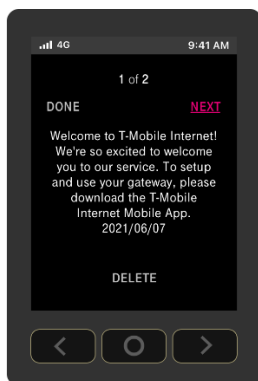 4G 9:41 AM
1 of 2
DONE NEXT
Welcome to T-Mobile Internet!
We're so excited to welcome
you to our service. To setup
and use your gateway, please
download the T-Mobile
Internet Mobile App.
2021/06/07
DELETE